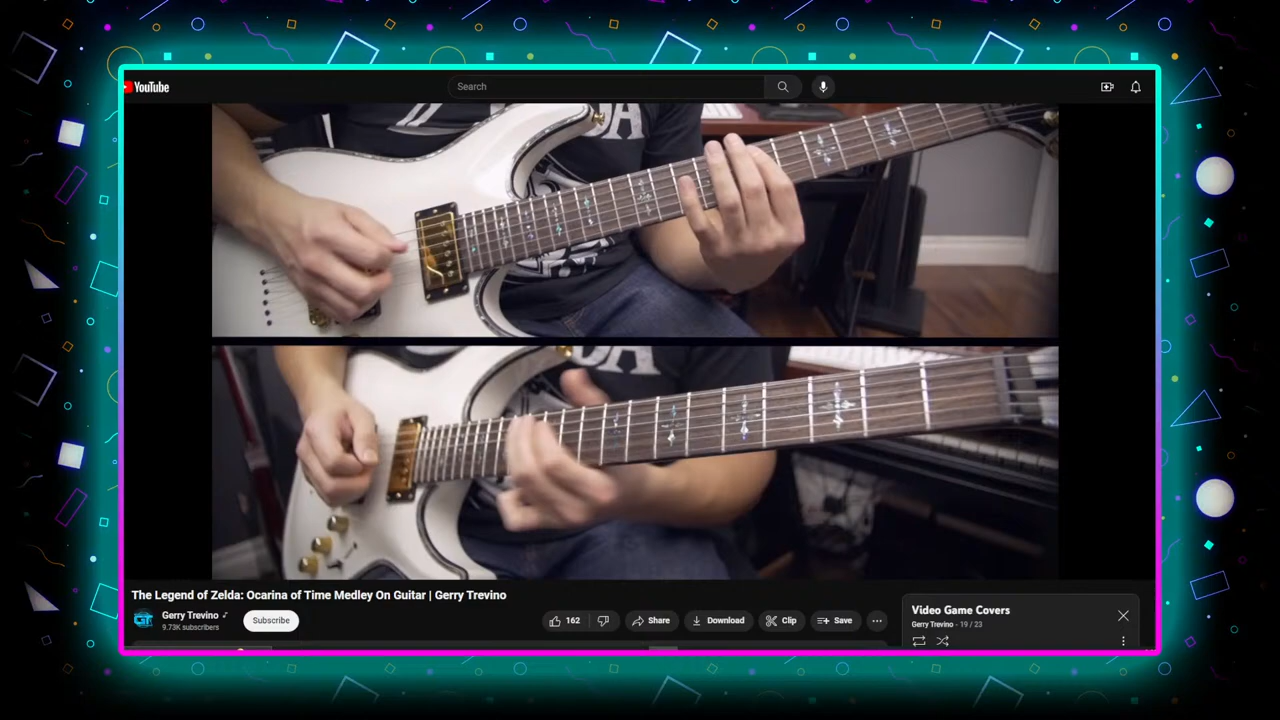 YouTube
Search
The Legend of Zelda: Ocarina of Time Medley On Guitar | Gerry Trevino
Gerry Trevino
9.73K subscribers
Subscribe
162
Share
Download
Clip
Save
Video Game Covers
Gerry Trevino - 19 / 23